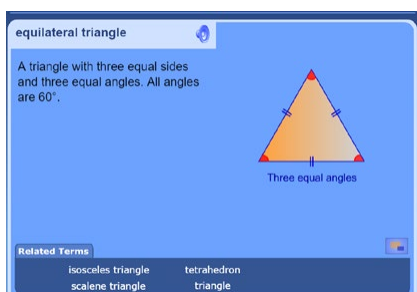 equilateral triangle
A triangle with three equal sides
and three equal angles. All angles
are 60°.
Three equal angles
Related Terms
isosceles triangle tetrahedron
scalene triangle triangle